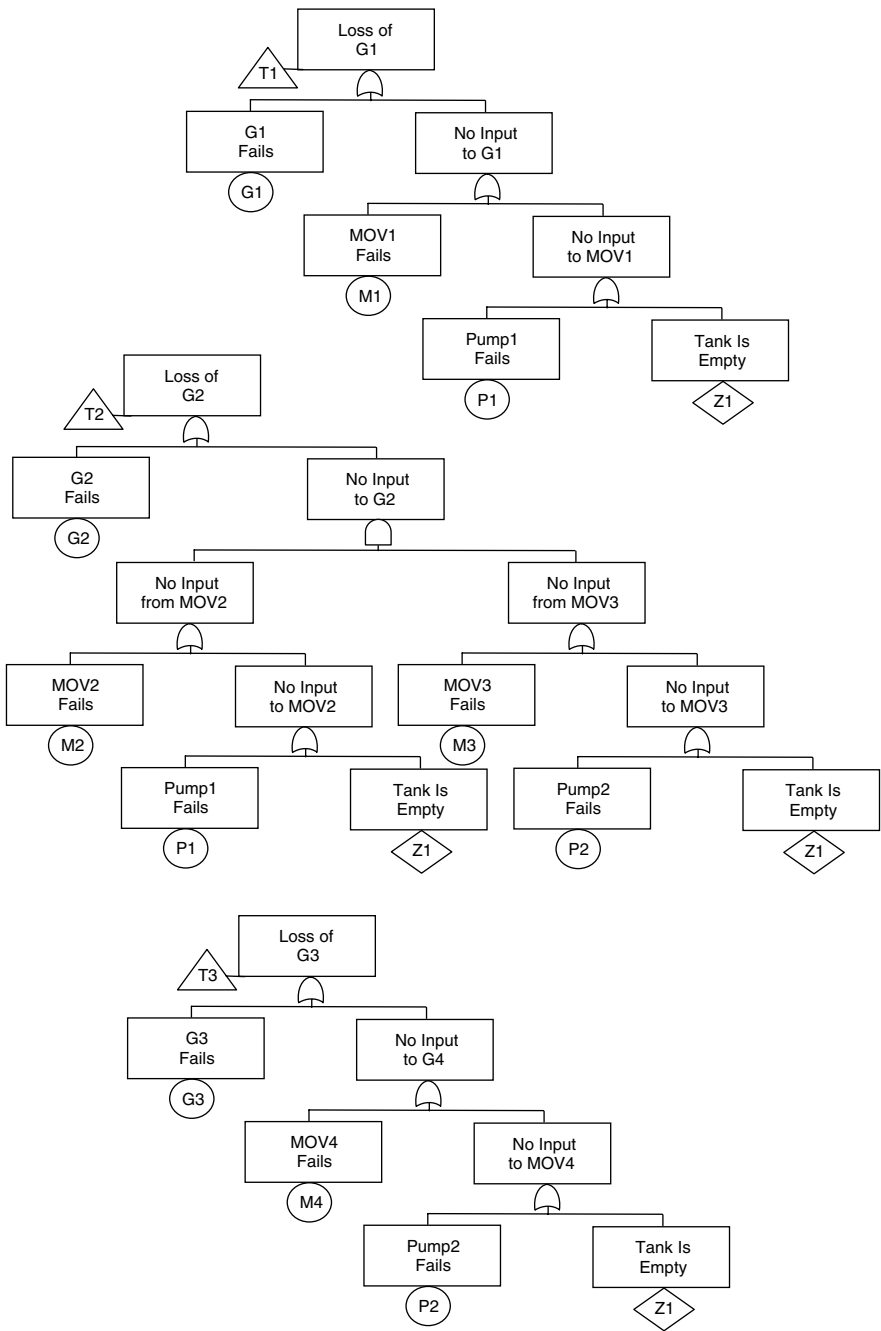 Loss of
G1
T1
G1
Fails
No Input
to G1
G1
MOV1
Fails
No Input
to MOV1
M1
Pump1
Fails
Tank Is
Empty
P1
Z1
Loss of
G2
T2
G2
Fails
No Input
to G2
G2
No Input
from MOV2
No Input
from MOV3
MOV2
Fails
No Input
to MOV2
MOV3
Fails
No Input
to MOV3
M2
M3
Pump1
Fails
Tank Is
Empty
Pump2
Fails
Tank Is
Empty
P1
Z1
P2
Z1
Loss of
G3
T3
G3
Fails
No Input
to G4
G3
MOV4
Fails
No Input
to MOV4
M4
Pump2
Fails
Tank Is
Empty
P2
Z1